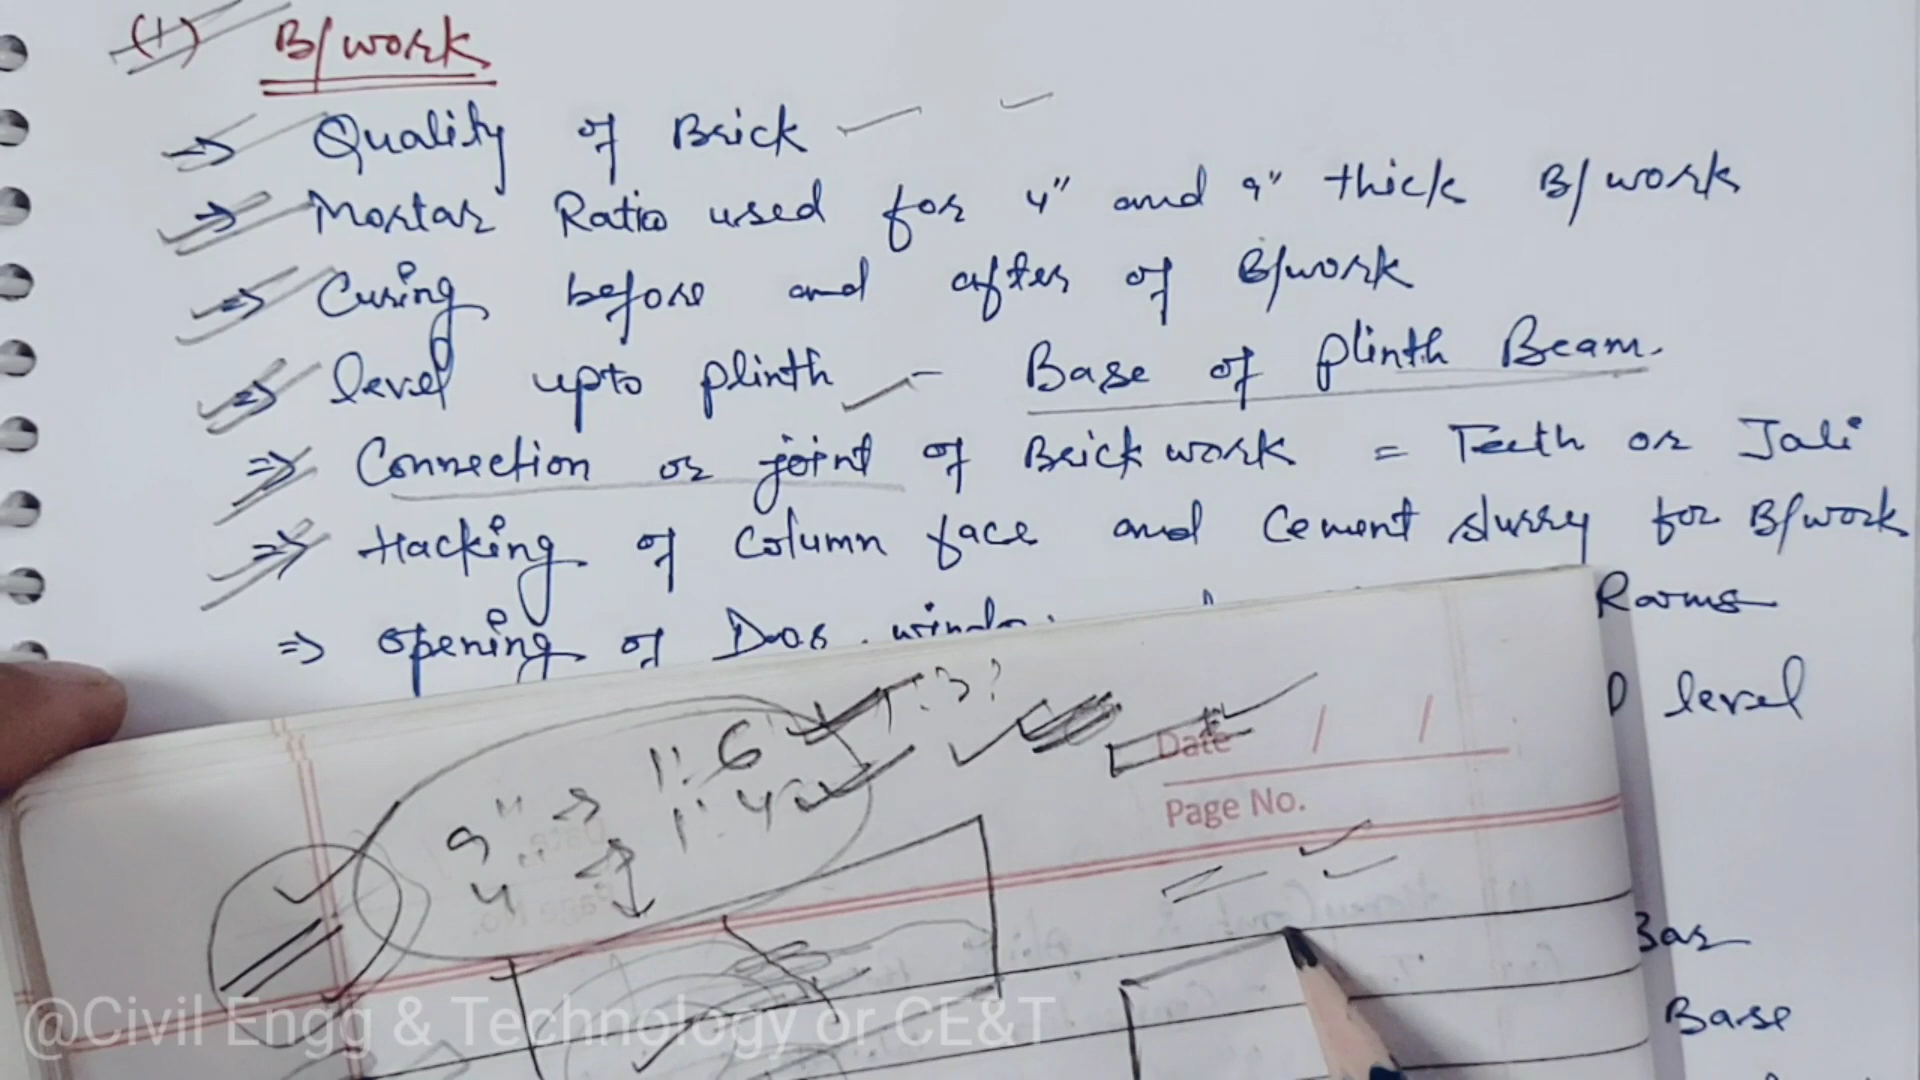 (1) B/work
⇒ Quality of Brick
⇒ Mortar Ratio used for 4" and 9" thick B/work
⇒ Curing before and after of B/work
⇒ level upto plinth - Base of plinth Beam.
⇒ Connection or joint of Brick work = Teeth or Jali
⇒ Hacking of Column face and Cement slurry for B/work
⇒ opening of Door
Rooms
level
1:6
9" → 1:4
4
Date / /
Page No.
Bar
Base
@Civil Engg & Technology or CE&T